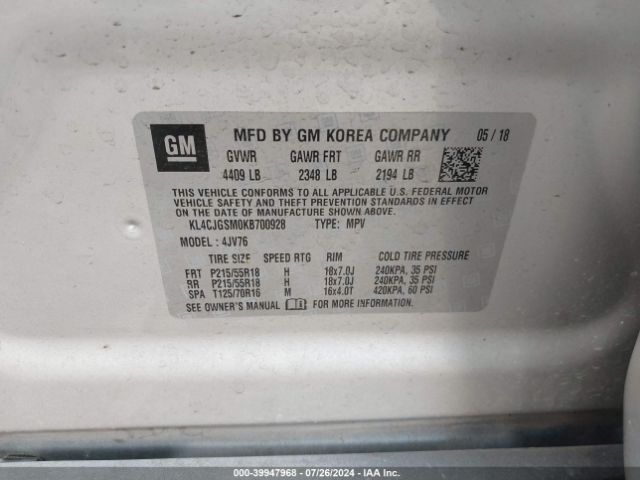 GM
MFD BY GM KOREA COMPANY 05/18
GVWR GAWR FRT GAWR RR
4409 LB 2348 LB 2194 LB
THIS VEHICLE CONFORMS TO ALL APPLICABLE U.S. FEDERAL MOTOR
VEHICLE SAFETY AND THEFT PREVENTION STANDARDS IN EFFECT ON
THE DATE OF MANUFACTURE SHOWN ABOVE.
KL4CJGSM0KB700928 TYPE: MPV
MODEL: 4JV76
TIRE SIZE SPEED RTG RIM COLD TIRE PRESSURE
FRT P215/55R18 H 18x7.0J 240KPA, 35 PSI
RR P215/55R18 H 18x7.0J 240KPA, 35 PSI
SPA T125/70R16 M 16x4.0T 420KPA, 60 PSI
SEE OWNER'S MANUAL FOR MORE INFORMATION.
000-39947968 | 07/26/2024 | IAA Inc.